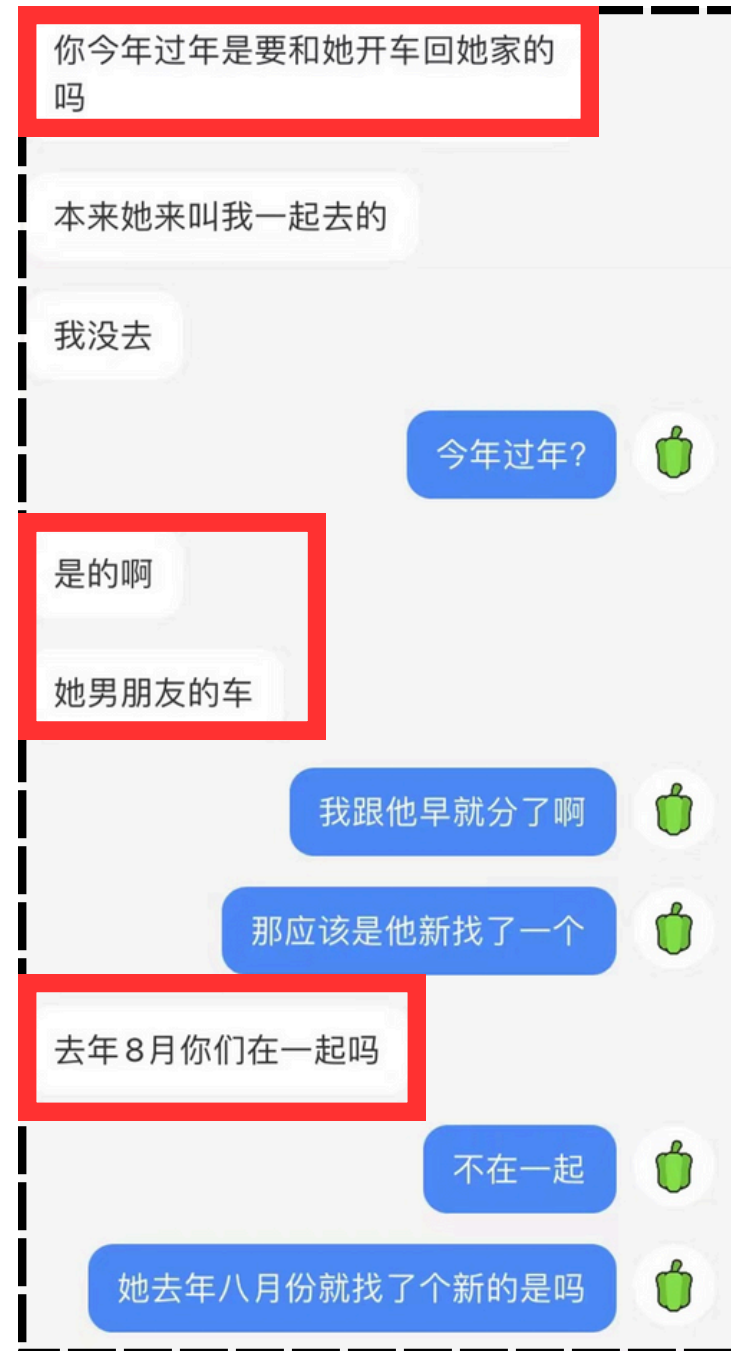 你今年过年是要和她开车回她家的
吗
本来她来叫我一起去的
我没去
今年过年?
是的啊
她男朋友的车
我跟他早就分了啊
那应该是他新找了一个
去年8月你们在一起吗
不在一起
她去年八月份就找了个新的是吗